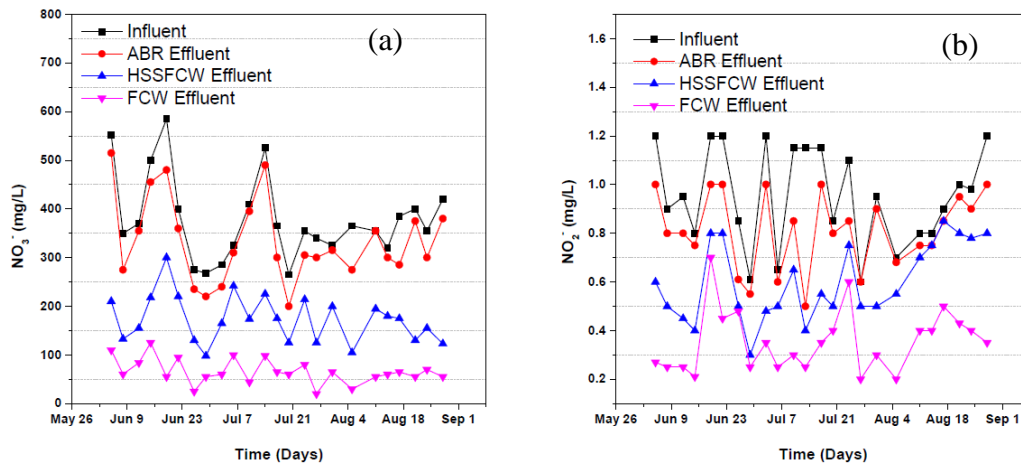 (a)
Influent
ABR Effluent
HSSFCW Effluent
FCW Effluent
NO₃⁻ (mg/L)
800
700
600
500
400
300
200
100
0
May 26
Jun 9
Jun 23
Jul 7
Jul 21
Aug 4
Aug 18
Sep 1
Time (Days)
(b)
Influent
ABR Effluent
HSSFCW Effluent
FCW Effluent
NO₂⁻ (mg/L)
1.6
1.4
1.2
1.0
0.8
0.6
0.4
0.2
May 26
Jun 9
Jun 23
Jul 7
Jul 21
Aug 4
Aug 18
Sep 1
Time (Days)